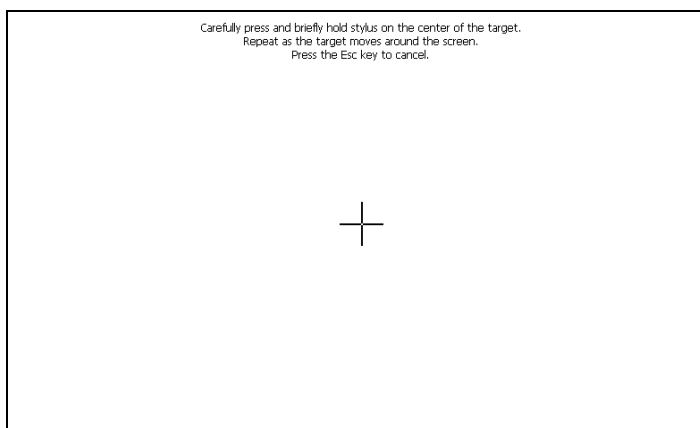 Carefully press and briefly hold stylus on the center of the target.
Repeat as the target moves around the screen.
Press the Esc key to cancel.